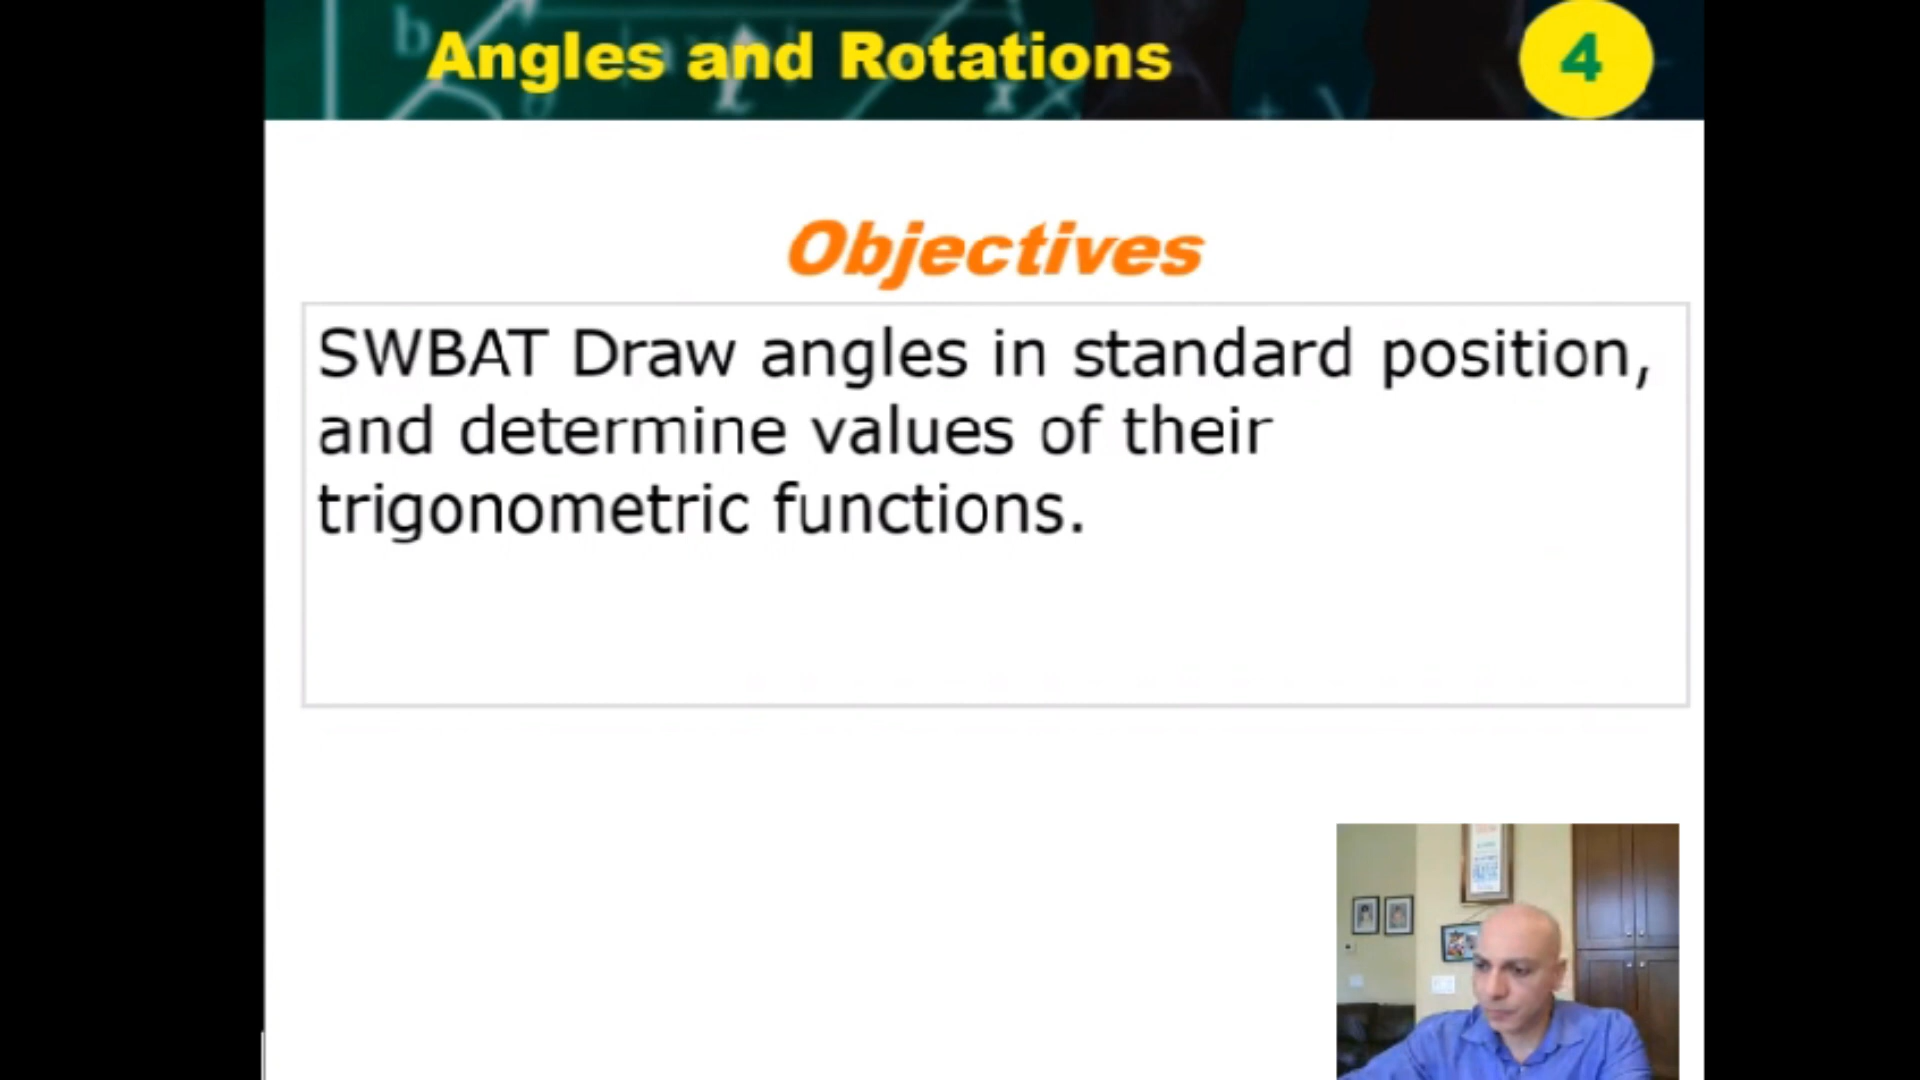 Angles and Rotations
4
Objectives
SWBAT Draw angles in standard position,
and determine values of their
trigonometric functions.